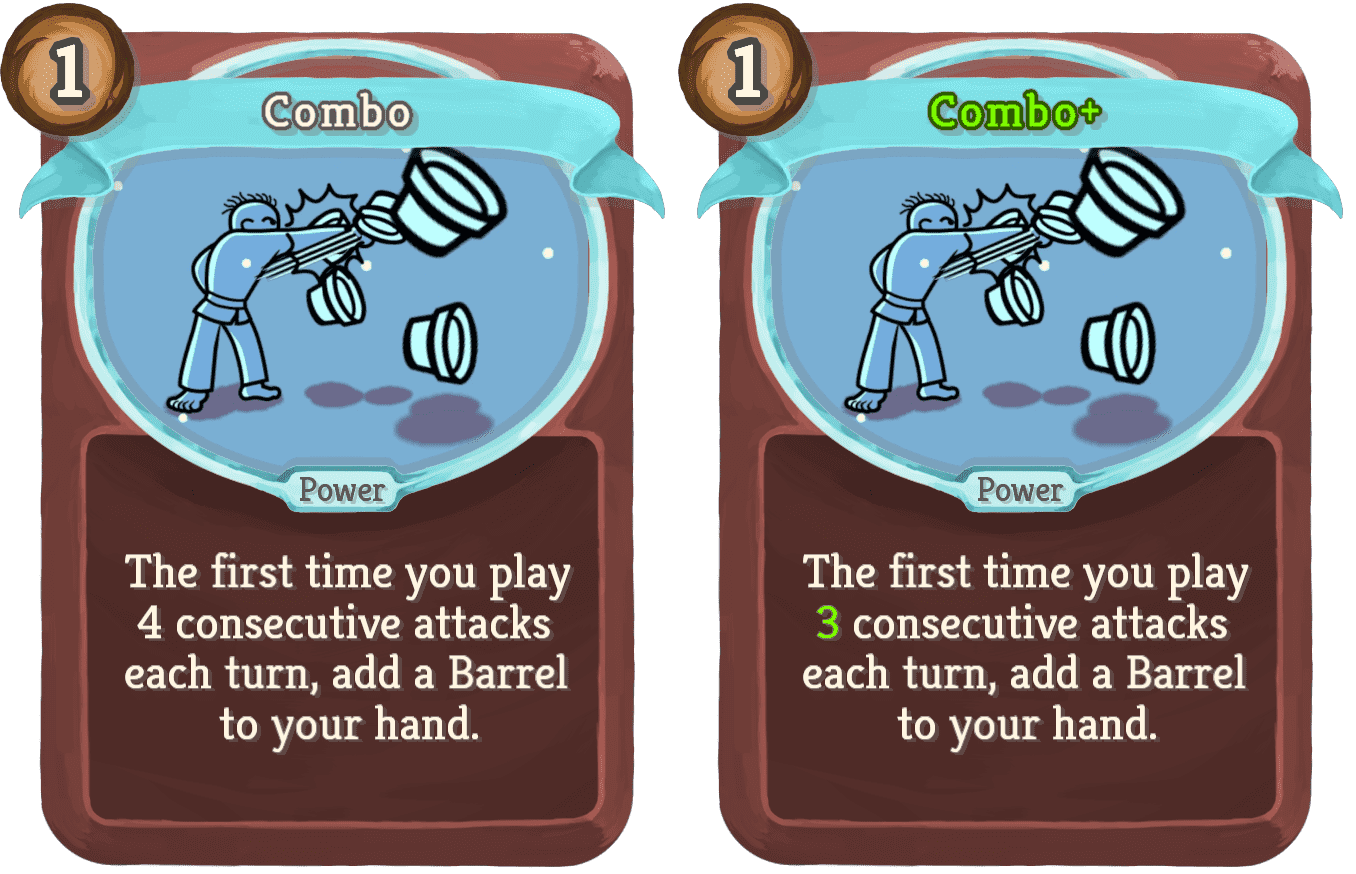 1
Combo
Power
The first time you play
4 consecutive attacks
each turn, add a Barrel
to your hand.
1
Combo+
Power
The first time you play
3 consecutive attacks
each turn, add a Barrel
to your hand.